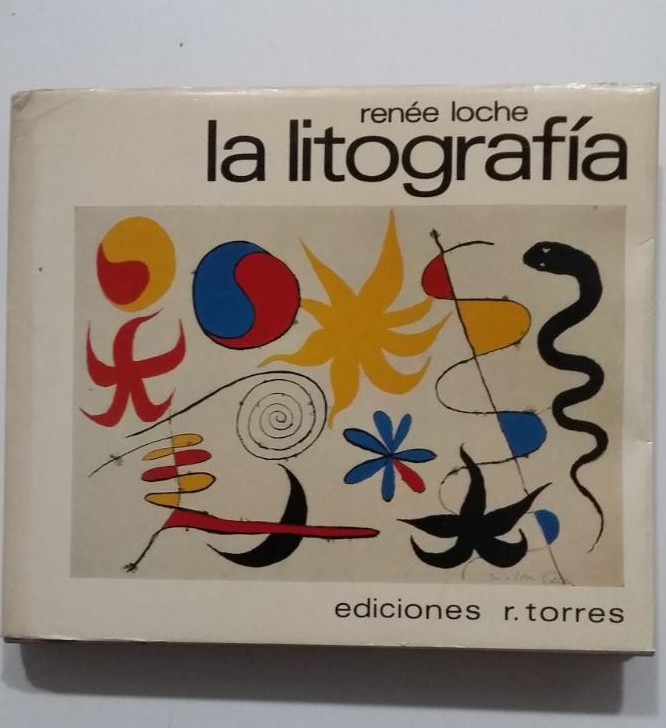 renée loche
la litografía
ediciones r. torres